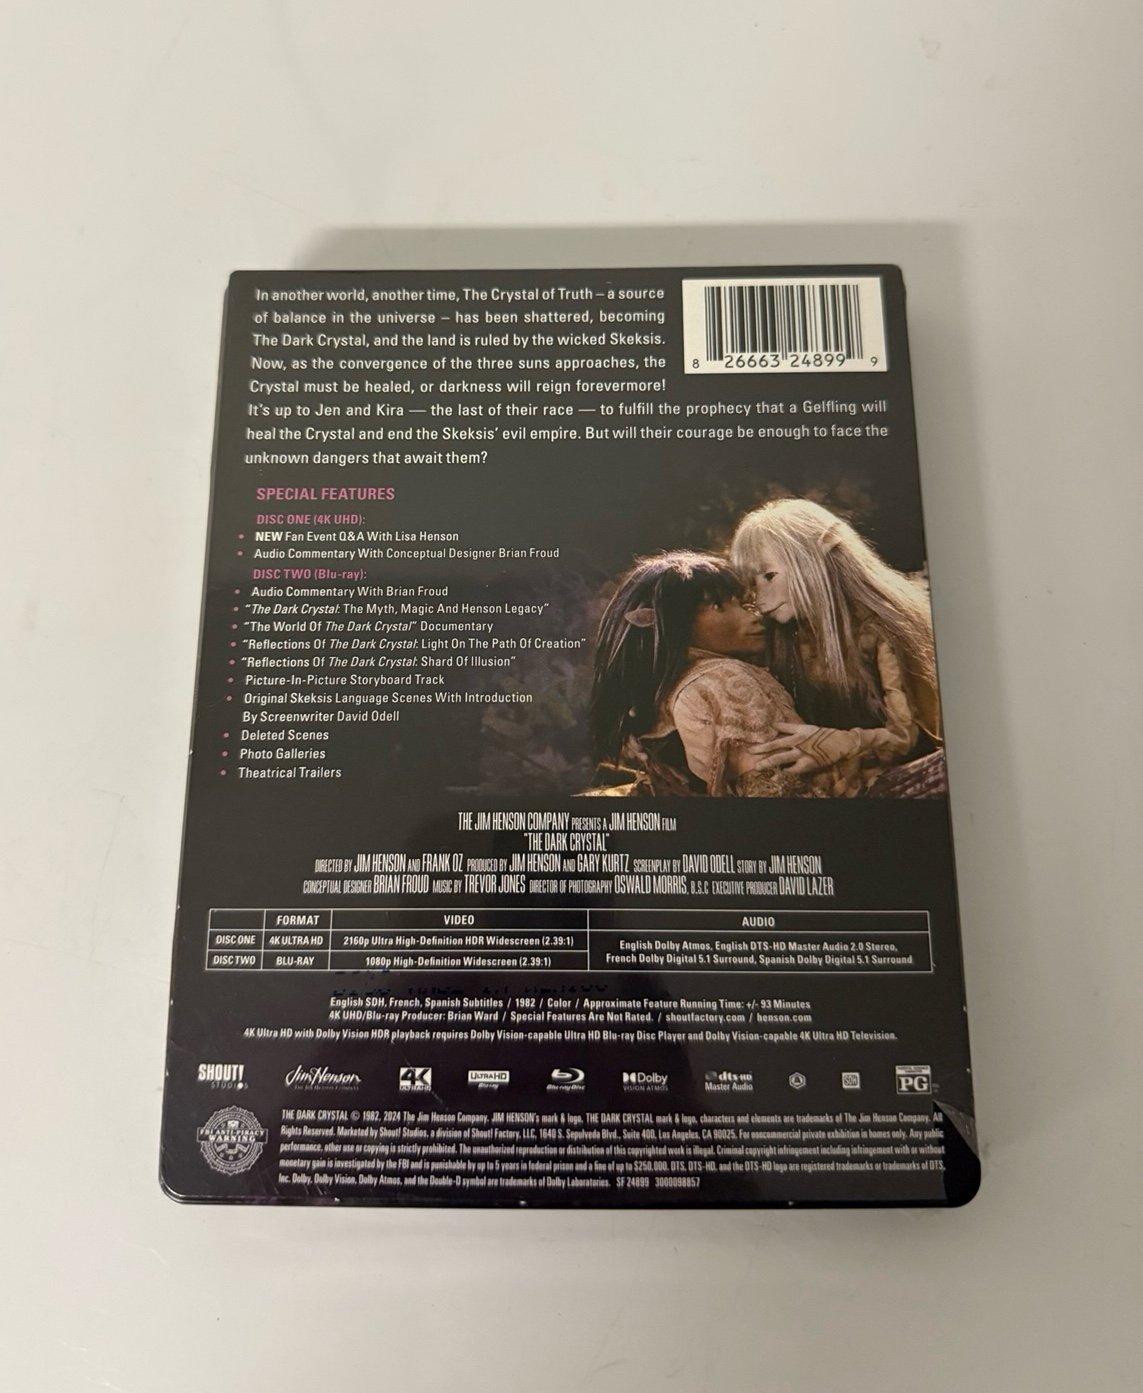 In another world, another time, The Crystal of Truth – a source
of balance in the universe – has been shattered, becoming
The Dark Crystal, and the land is ruled by the wicked Skeksis.
Now, as the convergence of the three suns approaches, the
Crystal must be healed, or darkness will reign forevermore!
It's up to Jen and Kira — the last of their race — to fulfill the prophecy that a Gelfling will
heal the Crystal and end the Skeksis' evil empire. But will their courage be enough to face the
unknown dangers that await them?
8 26663 24899 9
SPECIAL FEATURES
DISC ONE (4K UHD):
• NEW Fan Event Q&A With Lisa Henson
• Audio Commentary With Conceptual Designer Brian Froud
DISC TWO (Blu-ray):
• Audio Commentary With Brian Froud
• "The Dark Crystal: The Myth, Magic And Henson Legacy"
• "The World Of The Dark Crystal" Documentary
• "Reflections Of The Dark Crystal: Light On The Path Of Creation"
• "Reflections Of The Dark Crystal: Shard Of Illusion"
• Picture-In-Picture Storyboard Track
• Original Skeksis Language Scenes With Introduction
By Screenwriter David Odell
• Deleted Scenes
• Photo Galleries
• Theatrical Trailers
THE JIM HENSON COMPANY PRESENTS A JIM HENSON FILM
"THE DARK CRYSTAL"
DIRECTED BY JIM HENSON AND FRANK OZ PRODUCED BY JIM HENSON AND GARY KURTZ SCREENPLAY BY DAVID ODELL STORY BY JIM HENSON
CONCEPTUAL DESIGNER BRIAN FROUD MUSIC BY TREVOR JONES DIRECTOR OF PHOTOGRAPHY OSWALD MORRIS, B.S.C EXECUTIVE PRODUCER DAVID LAZER
FORMAT VIDEO AUDIO
DISC ONE 4K ULTRA HD 2160p Ultra High-Definition HDR Widescreen (2.39:1)
DISC TWO BLU-RAY 1080p High-Definition Widescreen (2.39:1)
English Dolby Atmos, English DTS-HD Master Audio 2.0 Stereo,
French Dolby Digital 5.1 Surround, Spanish Dolby Digital 5.1 Surround
English SDH, French, Spanish Subtitles / 1982 / Color / Approximate Feature Running Time: +/- 93 Minutes
4K UHD/Blu-ray Producer: Brian Ward / Special Features Are Not Rated. / shoutfactory.com / henson.com
4K Ultra HD with Dolby Vision HDR playback requires Dolby Vision-capable Ultra HD Blu-ray Disc Player and Dolby Vision-capable 4K Ultra HD Television.
SHOUT! STUDIOS Jim Henson THE JIM HENSON COMPANY 4K ULTRA HD ULTRA HD Blu-ray Blu-ray Disc Dolby VISION·ATMOS dts-HD Master Audio SDH PG
FBI ANTI-PIRACY WARNING
THE DARK CRYSTAL © 1982, 2024 The Jim Henson Company. JIM HENSON's mark & logo, THE DARK CRYSTAL mark & logo, characters and elements are trademarks of The Jim Henson Company. All
Rights Reserved. Marketed by Shout! Studios, a division of Shout! Factory, LLC, 1640 S. Sepulveda Blvd., Suite 400, Los Angeles, CA 90025. For noncommercial private exhibition in homes only. Any public
performance, other use or copying is strictly prohibited. The unauthorized reproduction or distribution of this copyrighted work is illegal. Criminal copyright infringement including infringement with or without
monetary gain is investigated by the FBI and is punishable by up to 5 years in federal prison and a fine of up to $250,000. DTS, DTS-HD, and the DTS-HD logo are registered trademarks or trademarks of DTS,
Inc. Dolby, Dolby Vision, Dolby Atmos, and the Double-D symbol are trademarks of Dolby Laboratories. SF 24899 3000098857